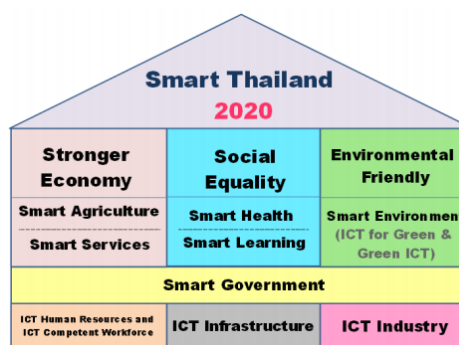 Smart Thailand
2020
Stronger
Economy
Social
Equality
Environmental
Friendly
Smart Agriculture
Smart Services
Smart Health
Smart Learning
Smart Environmen
(ICT for Green &
Green ICT)
Smart Government
ICT Human Resources and
ICT Competent Workforce
ICT Infrastructure
ICT Industry